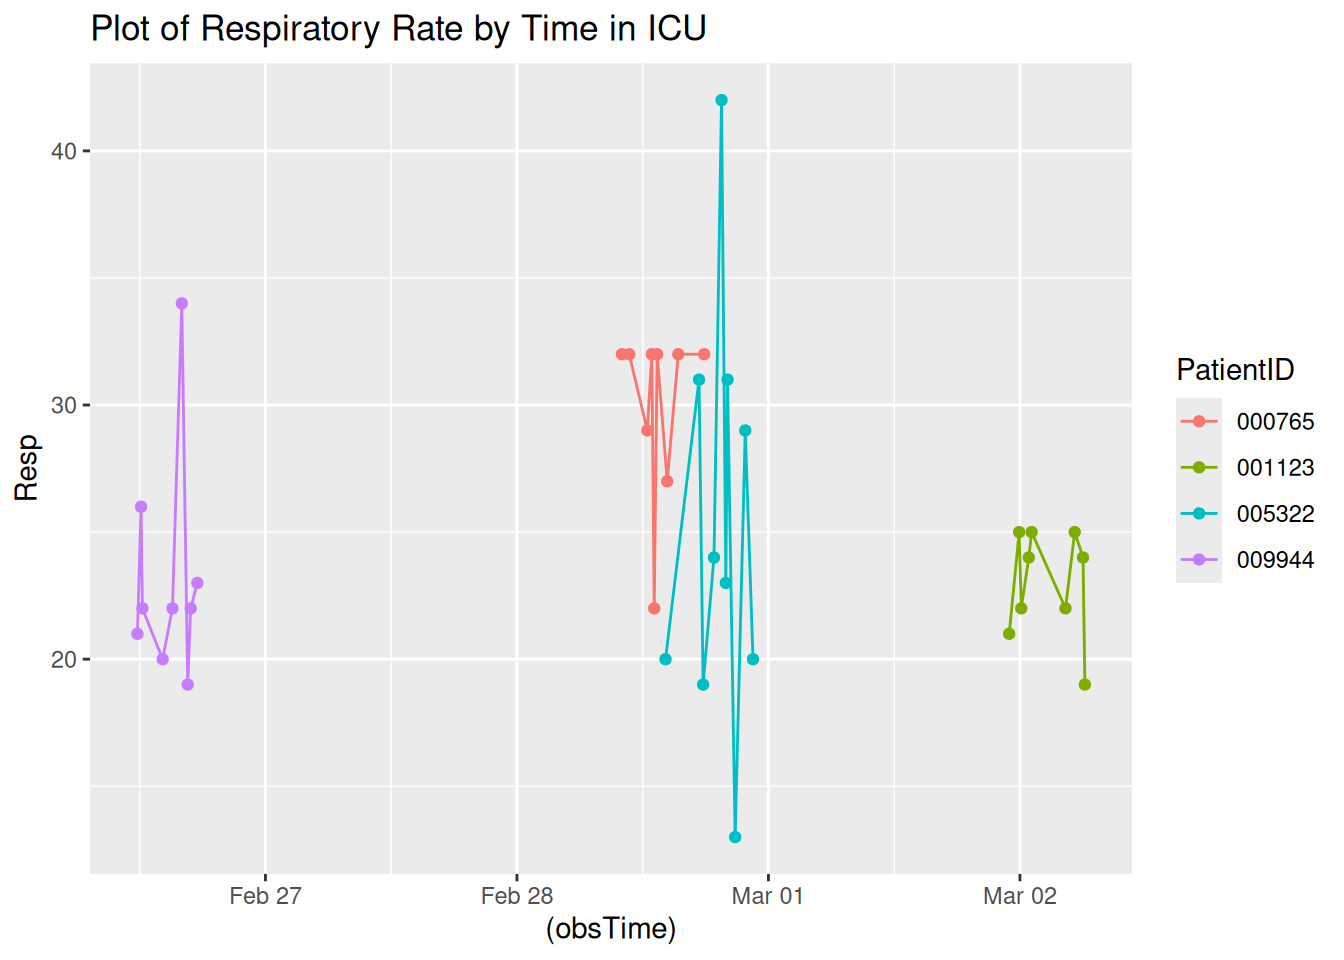 Plot of Respiratory Rate by Time in ICU
Resp
40
30
20
Feb 27
Feb 28
Mar 01
Mar 02
(obsTime)
PatientID
000765
001123
005322
009944